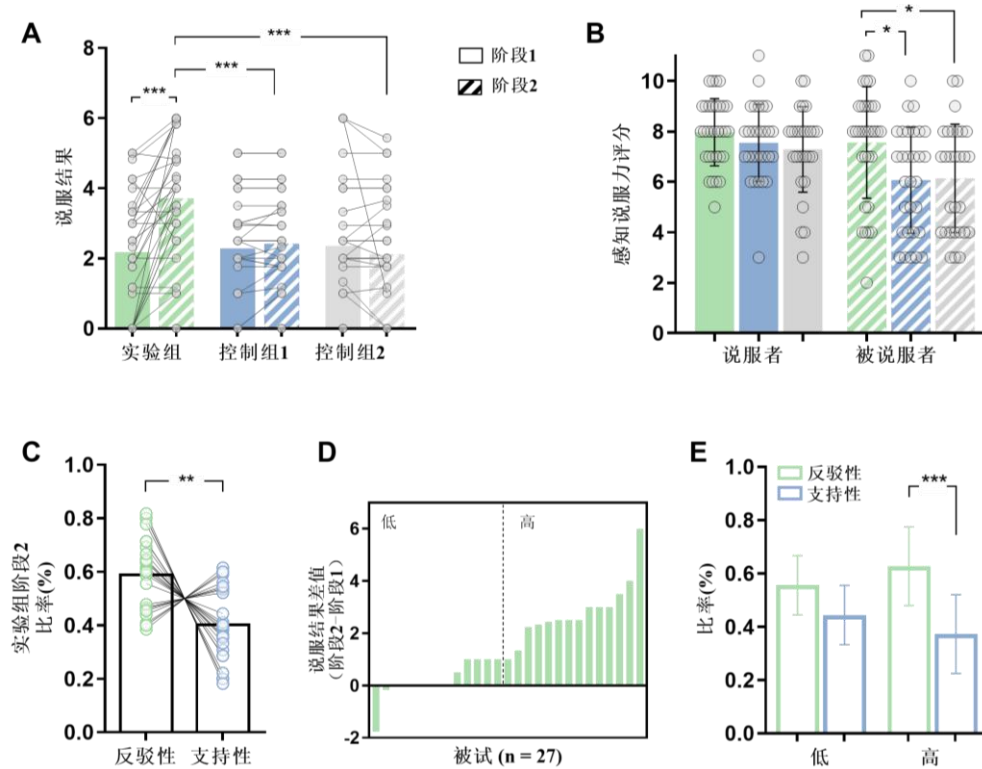 A
说服结果
8
6
4
2
0
***
***
***
实验组
控制组1
控制组2
阶段1
阶段2
B
感知说服力评分
10
8
6
4
2
0
*
*
说服者
被说服者
C
实验组阶段2
比率(%)
1.0
0.8
0.6
0.4
0.2
0.0
**
反驳性
支持性
D
说服结果差值
（阶段2-阶段1）
6
4
2
0
-2
低
高
被试 (n = 27)
E
比率(%)
1.0
0.8
0.6
0.4
0.2
0.0
反驳性
支持性
***
低
高